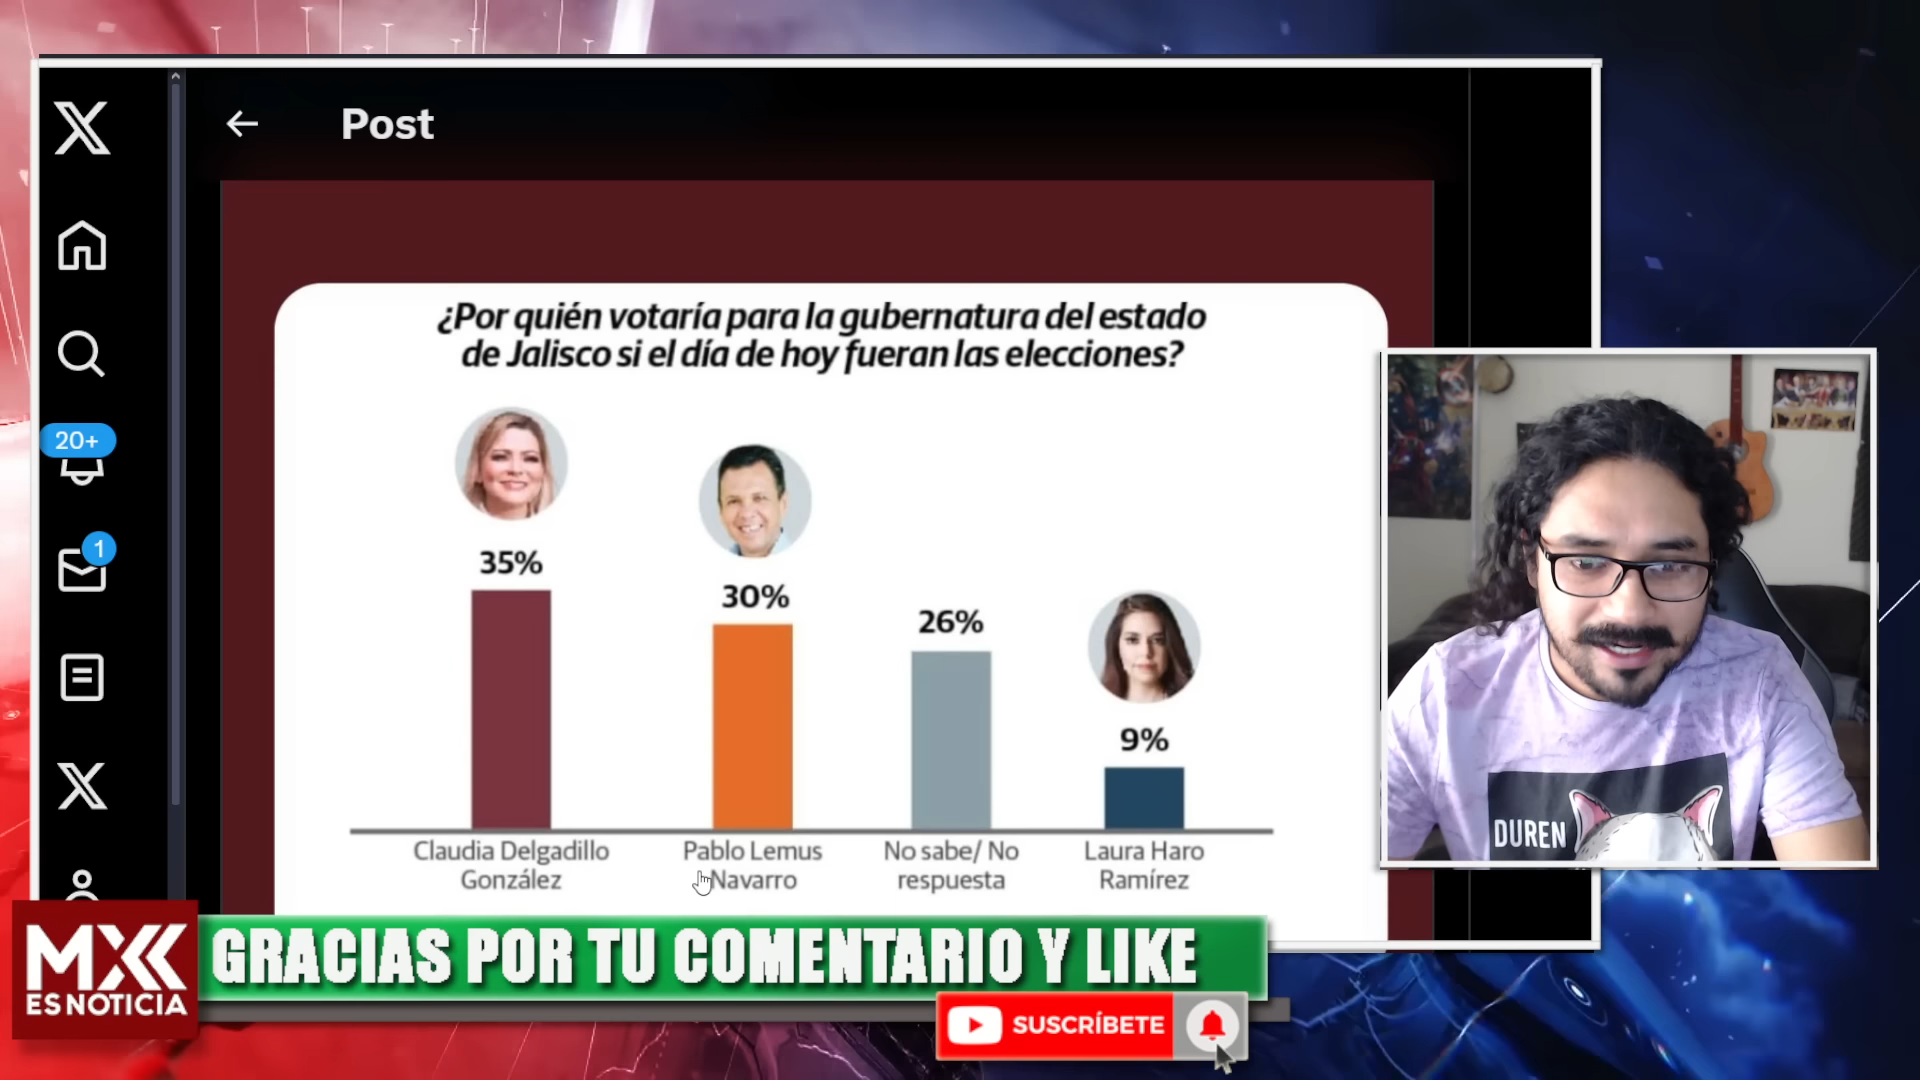 Post
¿Por quién votaría para la gubernatura del estado
de Jalisco si el día de hoy fueran las elecciones?
35%
30%
26%
9%
Claudia Delgadillo
González
Pablo Lemus
Navarro
No sabe/ No
respuesta
Laura Haro
Ramírez
20+
1
DUREN
MX
ES NOTICIA
GRACIAS POR TU COMENTARIO Y LIKE
SUSCRÍBETE